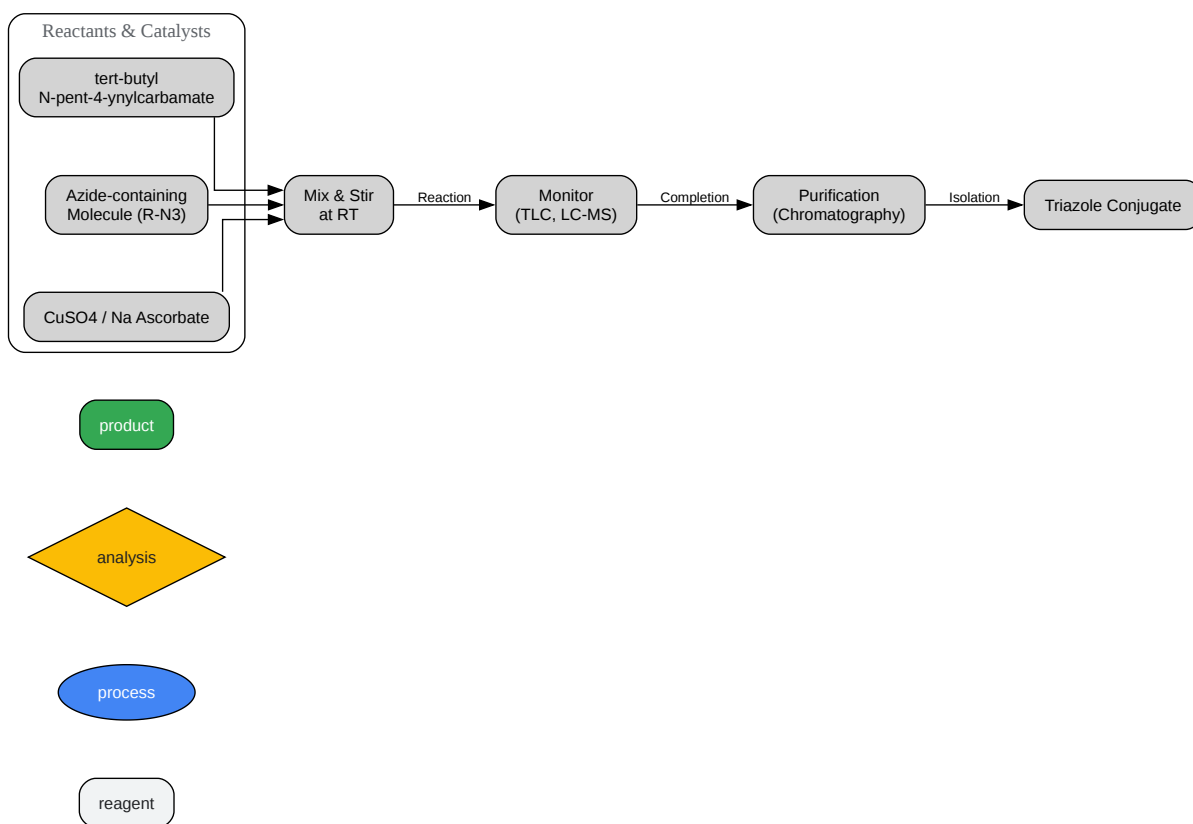 Reactants & Catalysts
tert-butyl
N-pent-4-ynylcarbamate
Azide-containing
Molecule (R-N3)
CuSO4 / Na Ascorbate
Mix & Stir
at RT
Reaction
Monitor
(TLC, LC-MS)
Completion
Purification
(Chromatography)
Isolation
Triazole Conjugate
product
analysis
process
reagent